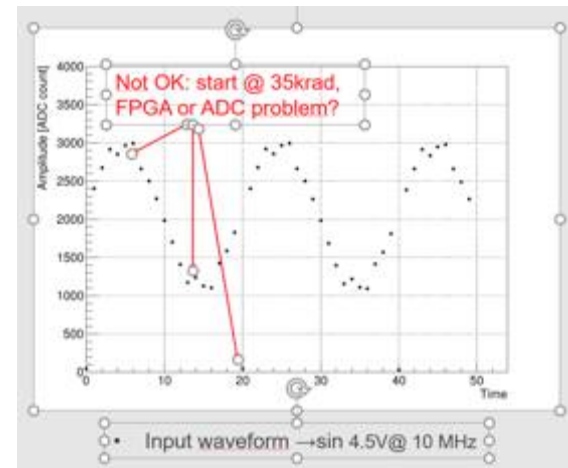 Not OK: start @ 35krad,
FPGA or ADC problem?
Amplitude [ADC count]
4000
3500
3000
2500
2000
1500
1000
500
0
0 10 20 30 40 50
Time
• Input waveform →sin 4.5V@ 10 MHz